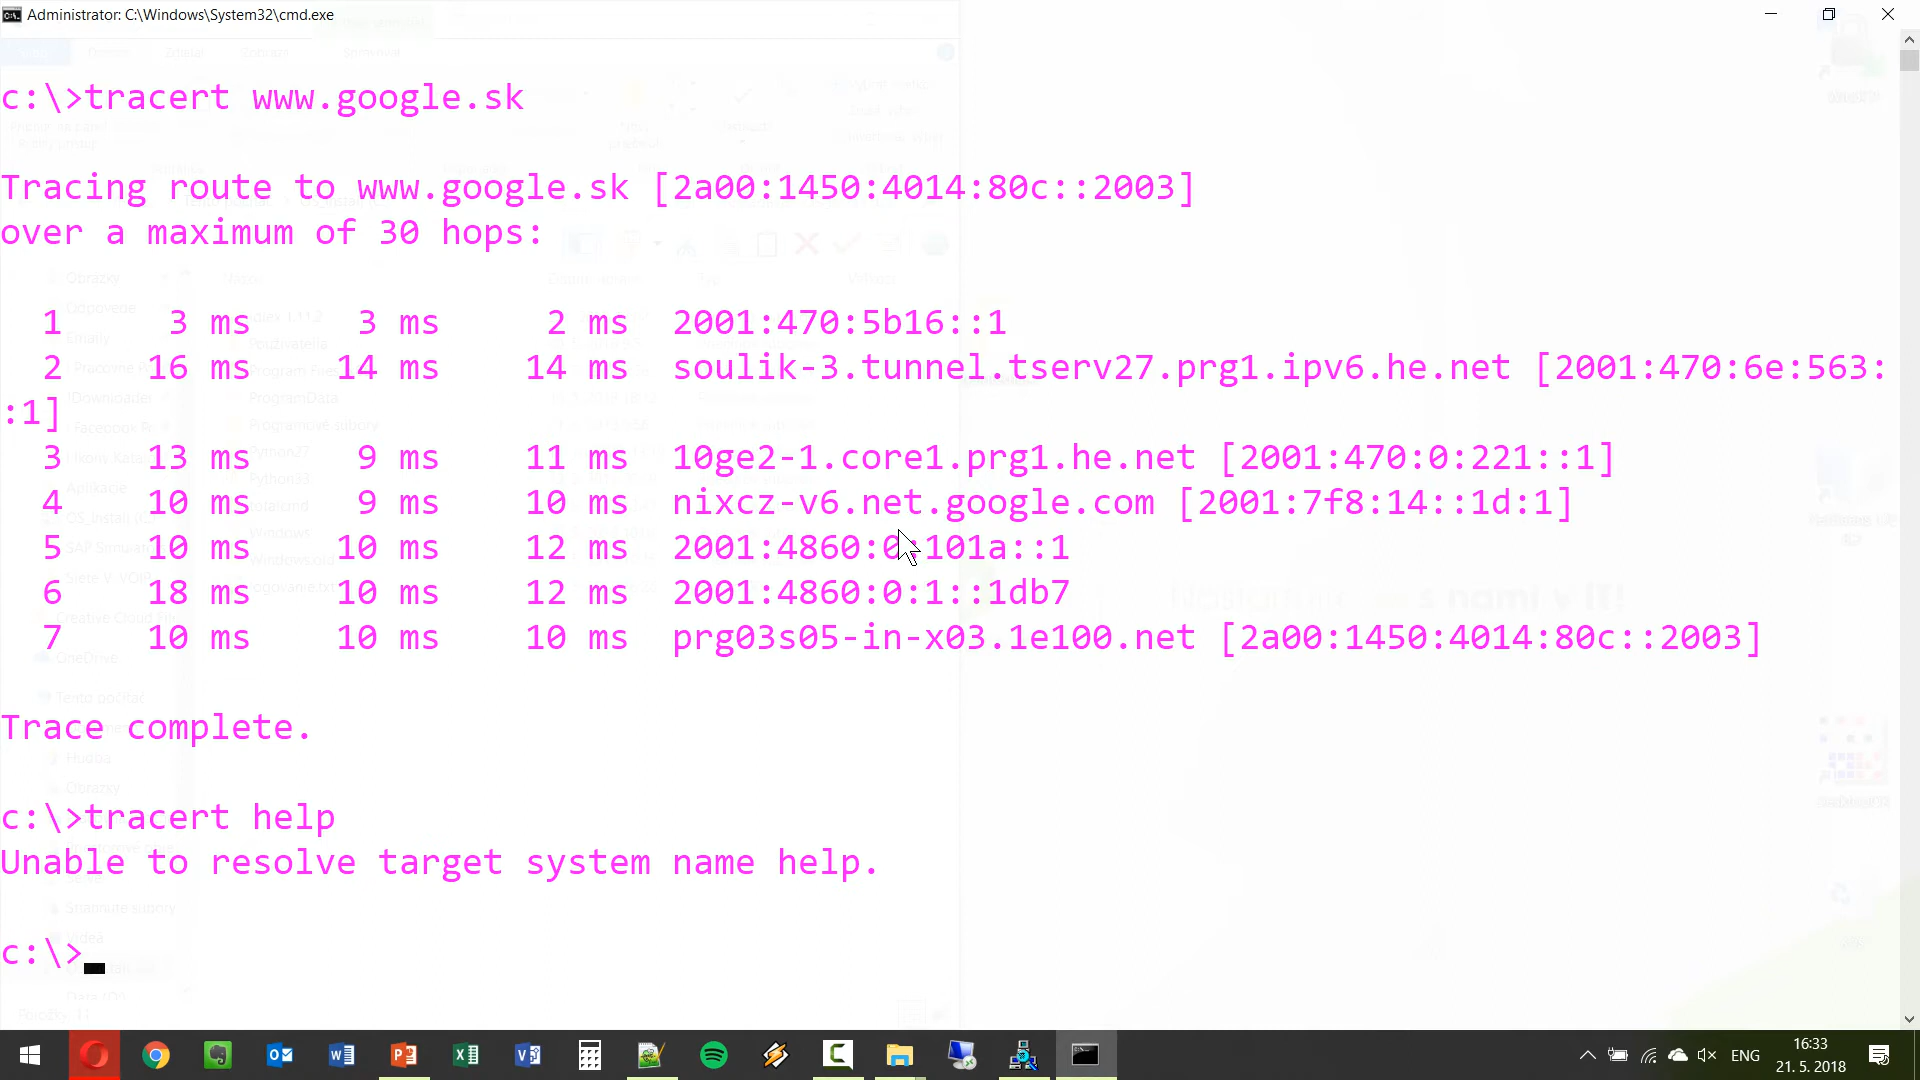 Administrator: C:\Windows\System32\cmd.exe
c:\>tracert www.google.sk
Tracing route to www.google.sk [2a00:1450:4014:80c::2003]
over a maximum of 30 hops:
1 3 ms 3 ms 2 ms 2001:470:5b16::1
2 16 ms 14 ms 14 ms soulik-3.tunnel.tserv27.prg1.ipv6.he.net [2001:470:6e:563:
:1]
3 13 ms 9 ms 11 ms 10ge2-1.core1.prg1.he.net [2001:470:0:221::1]
4 10 ms 9 ms 10 ms nixcz-v6.net.google.com [2001:7f8:14::1d:1]
5 10 ms 10 ms 12 ms 2001:4860:0:101a::1
6 18 ms 10 ms 12 ms 2001:4860:0:1::1db7
7 10 ms 10 ms 10 ms prg03s05-in-x03.1e100.net [2a00:1450:4014:80c::2003]
Trace complete.
c:\>tracert help
Unable to resolve target system name help.
c:\>
ENG
16:33
21. 5. 2018